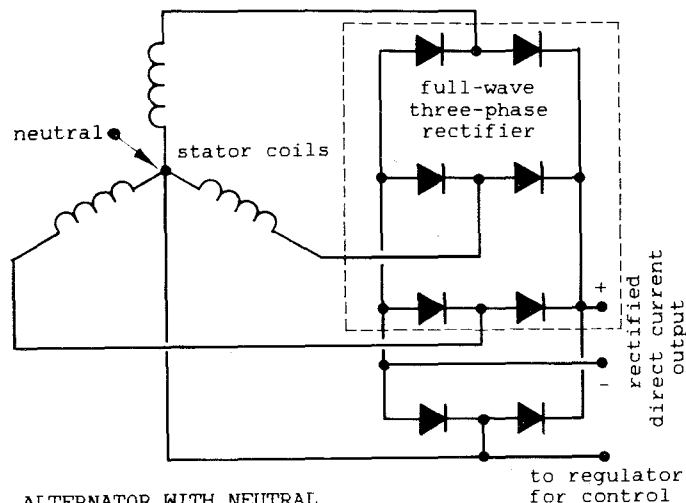 full-wave
three-phase
rectifier
neutral
stator coils
+
-
rectified
direct current
output
ALTERNATOR WITH NEUTRAL
to regulator
for control